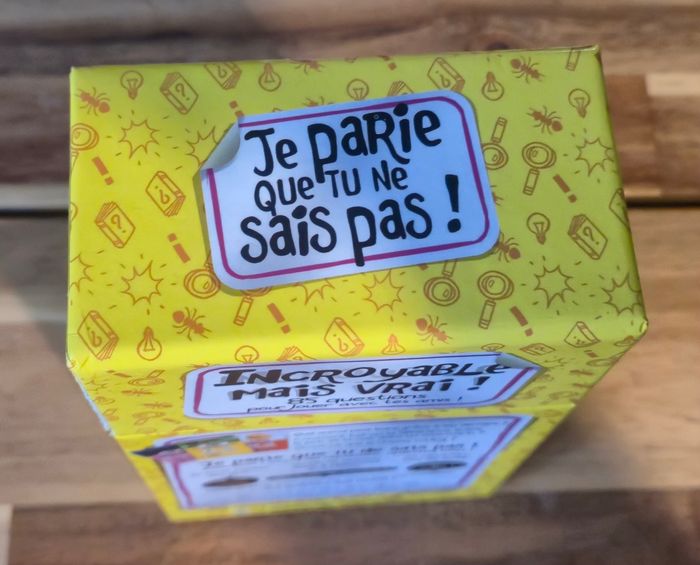 Je parie
que tu ne
sais pas !
Incroyable
mais vrai !
85 questions
pour jouer avec tes amis !
Je parie que tu ne sais pas !